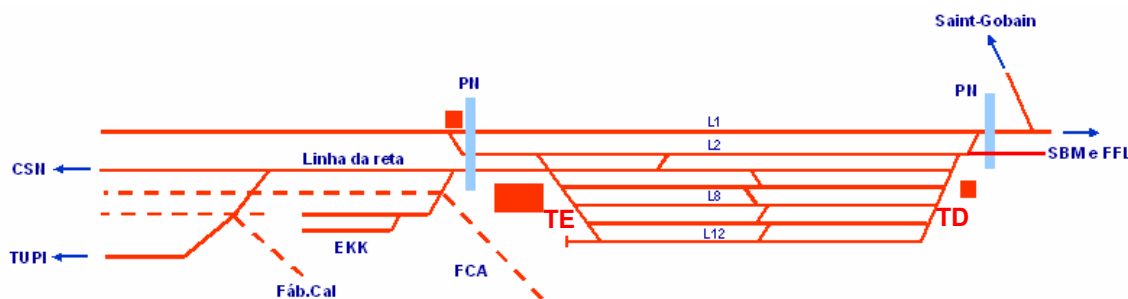 Saint-Gobain
PN
PN
L1
L2
SBM e FFL
CSN
Linha da reta
L8
TE
TD
L12
EKK
TUPI
FCA
Fáb.Cal